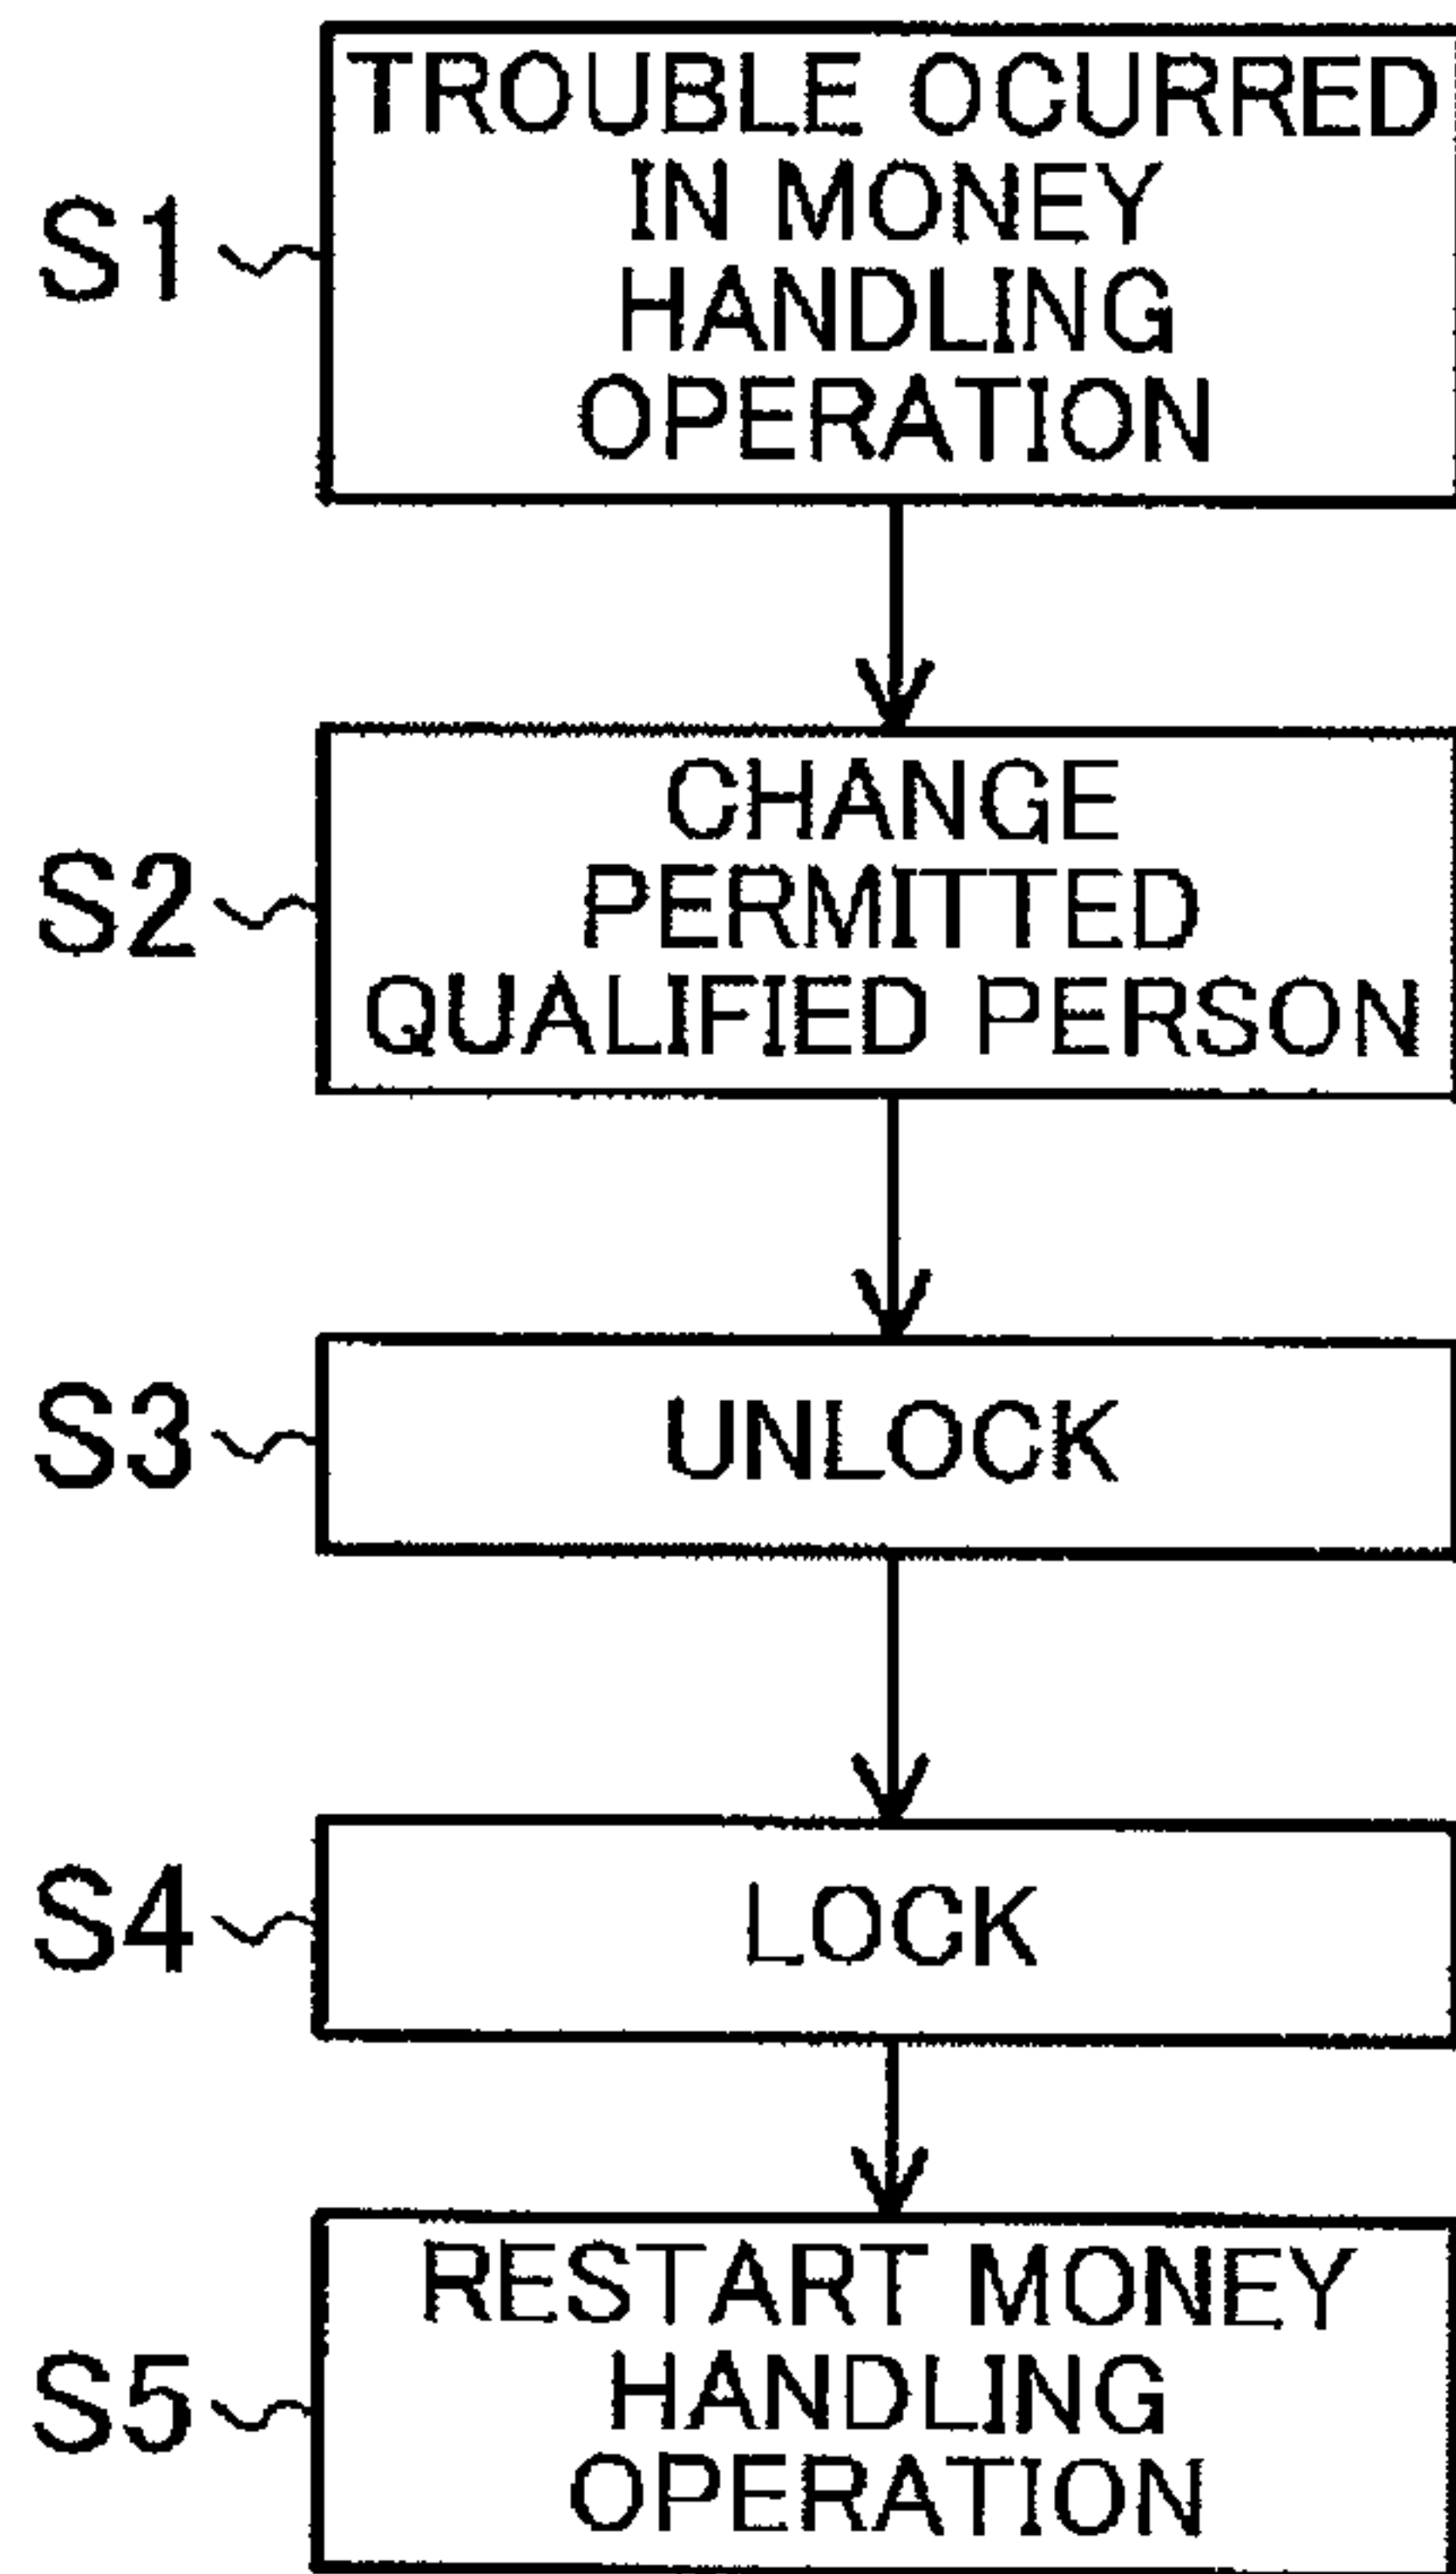 S1
TROUBLE OCURRED
IN MONEY
HANDLING
OPERATION
S2
CHANGE
PERMITTED
QUALIFIED PERSON
S3
UNLOCK
S4
LOCK
S5
RESTART MONEY
HANDLING
OPERATION